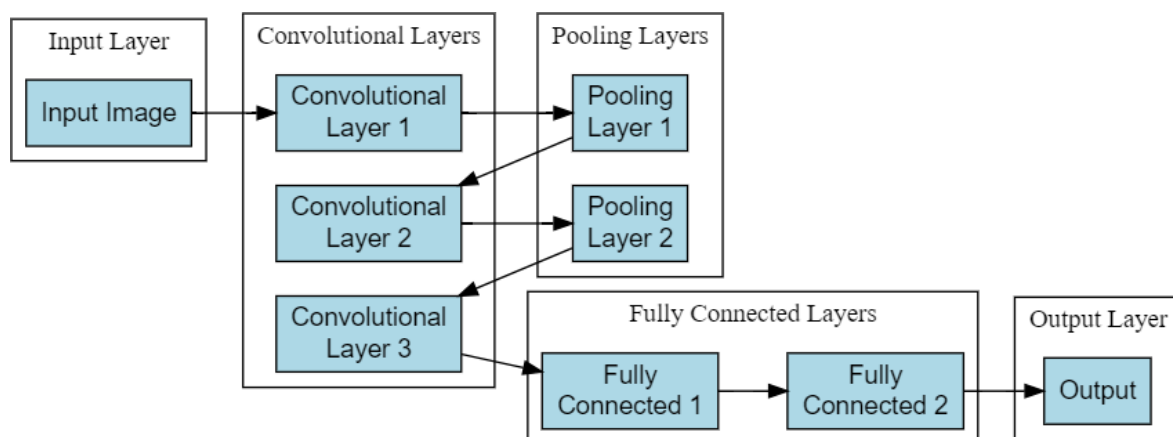 Input Layer
Input Image
Convolutional Layers
Convolutional
Layer 1
Convolutional
Layer 2
Convolutional
Layer 3
Pooling Layers
Pooling
Layer 1
Pooling
Layer 2
Fully Connected Layers
Fully
Connected 1
Fully
Connected 2
Output Layer
Output